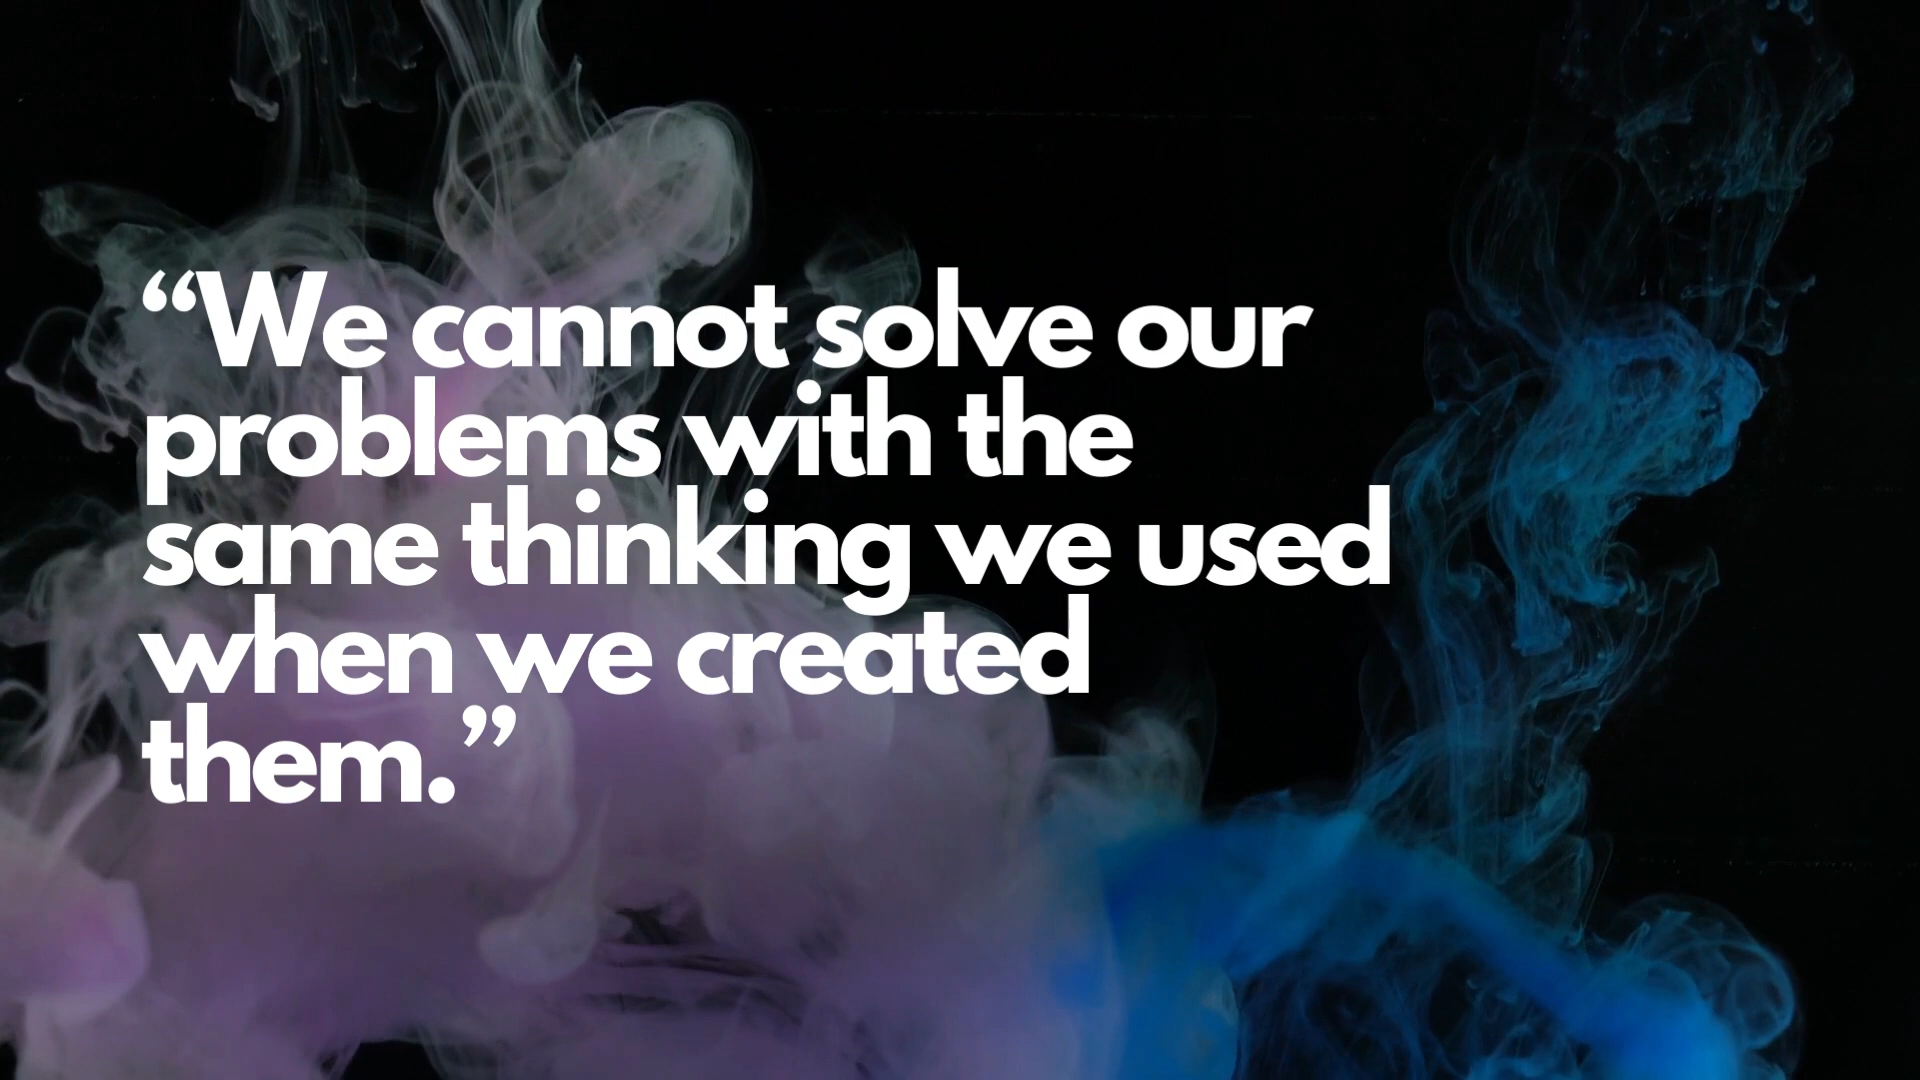 “We cannot solve our
problems with the
same thinking we used
when we created
them.”